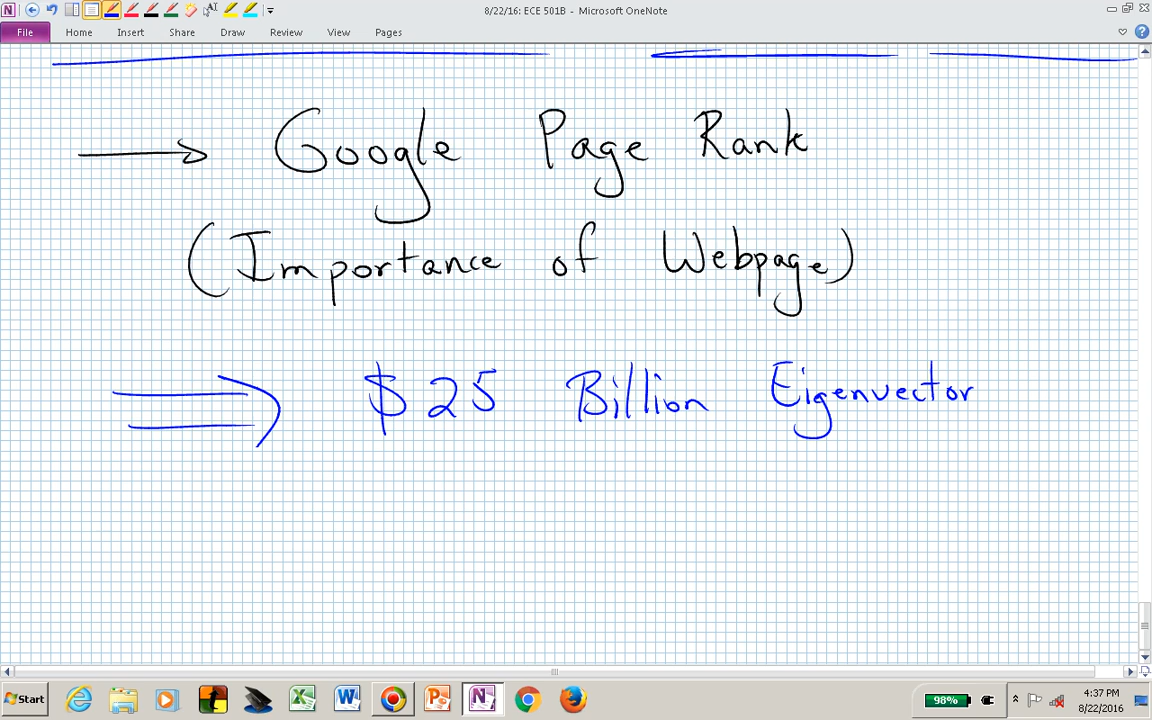 8/22/16: ECE 501B - Microsoft OneNote
File Home Insert Share Draw Review View Pages
Google Page Rank
(Importance of Webpage)
$25 Billion Eigenvector
Start
98%
4:37 PM
8/22/2016